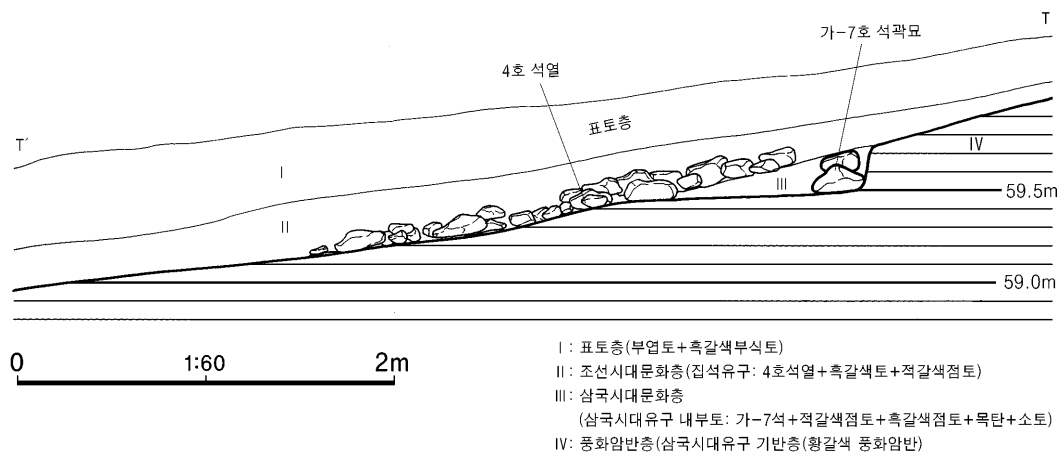 T
가-7호 석곽묘
4호 석열
표토층
T′
I
IV
III
59.5m
II
59.0m
0 1:60 2m
I : 표토층(부엽토+흑갈색부식토)
II : 조선시대문화층(집석유구: 4호석열+흑갈색토+적갈색점토)
III: 삼국시대문화층
(삼국시대유구 내부토: 가-7석+적갈색점토+흑갈색점토+목탄+소토)
IV: 풍화암반층(삼국시대유구 기반층(황갈색 풍화암반)